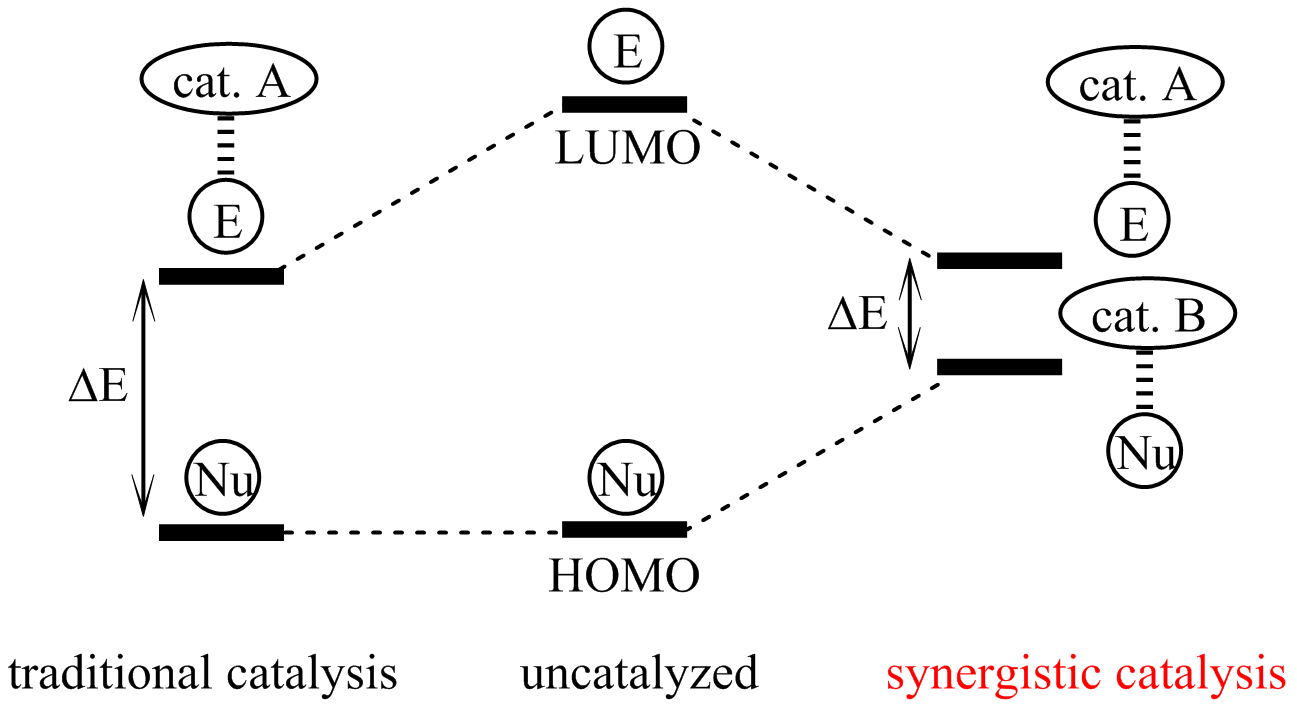 E
cat. A
cat. A
LUMO
E
E
cat. B
ΔE
ΔE
Nu
Nu
Nu
HOMO
traditional catalysis
uncatalyzed
synergistic catalysis